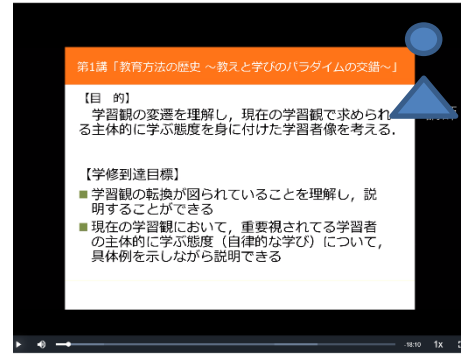 第1講「教育方法の歴史 ～教えと学びのパラダイムの交錯～」
【目　的】
学習観の変遷を理解し，現在の学習観で求められ
る主体的に学ぶ態度を身に付けた学習者像を考える．
【学修到達目標】
■学習観の転換が図られていることを理解し，説
明することができる
■現在の学習観において，重要視されてる学習者
の主体的に学ぶ態度（自律的な学び）について，
具体例を示しながら説明できる
-18:10 1x